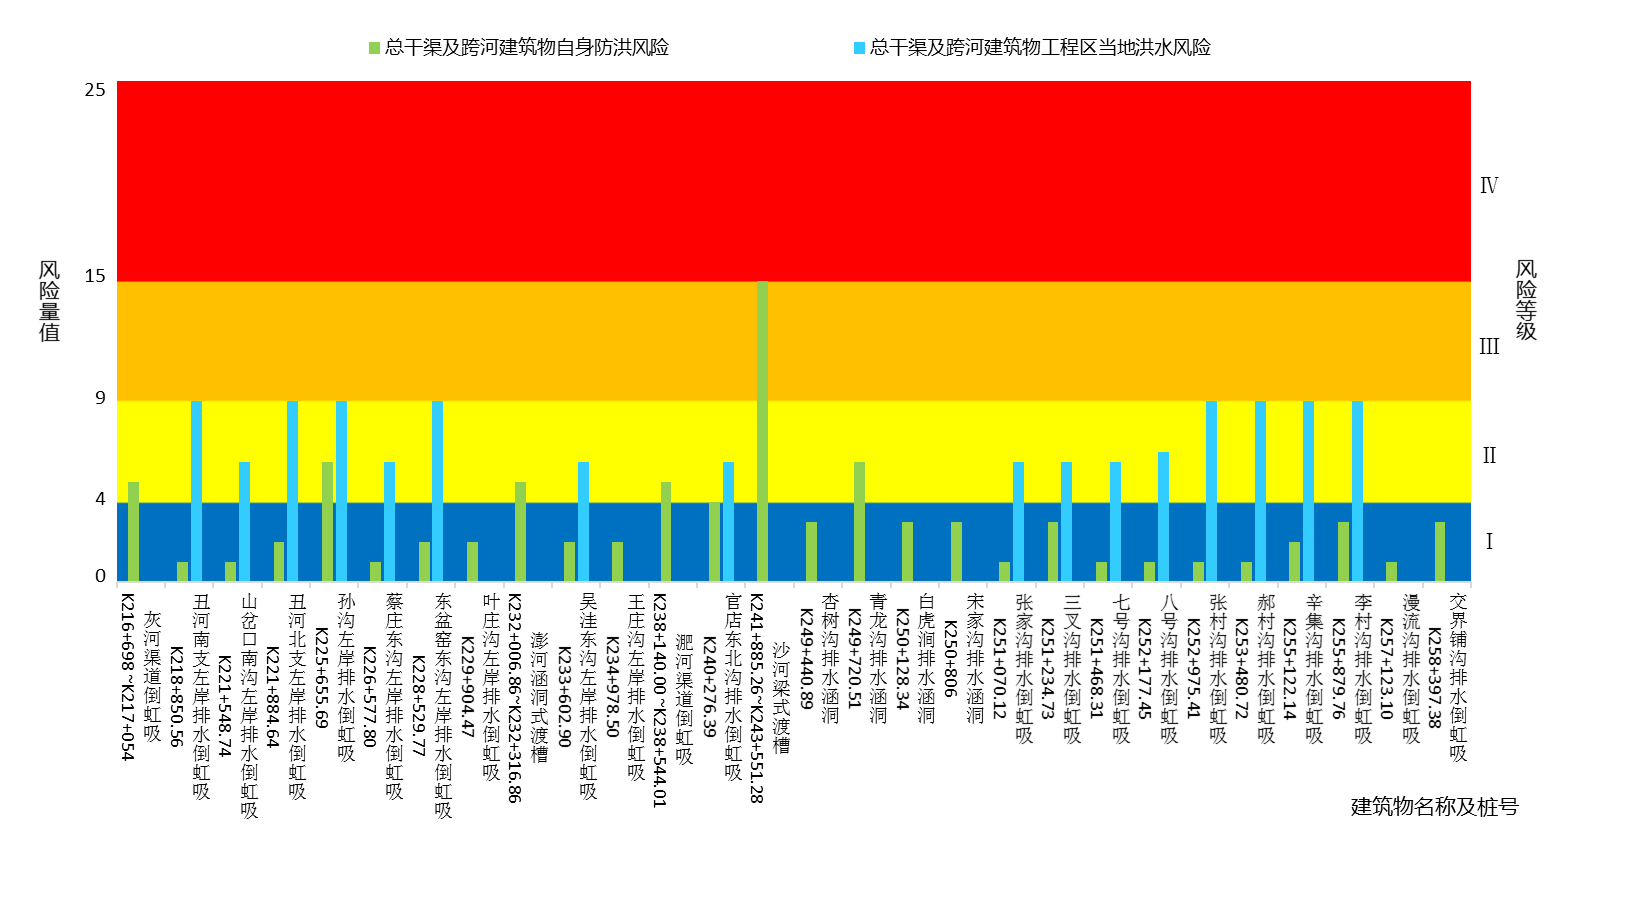 总干渠及跨河建筑物自身防洪风险
总干渠及跨河建筑物工程区当地洪水风险
25
15
9
4
0
风险量值
Ⅳ
Ⅲ
Ⅱ
Ⅰ
风险等级
K216+698~K217+054
灰河渠道倒虹吸
K218+850.56
丑河南支左岸排水倒虹吸
K221+548.74
山岔口南沟左岸排水倒虹吸
K221+884.64
丑河北支左岸排水倒虹吸
K225+655.69
孙沟左岸排水倒虹吸
K226+577.80
蔡庄东沟左岸排水倒虹吸
K228+529.77
东盆窑东沟左岸排水倒虹吸
K229+904.47
叶庄沟左岸排水倒虹吸
K232+006.86~K232+316.86
澎河涵洞式渡槽
K233+602.90
吴洼东沟左岸排水倒虹吸
K234+978.50
王庄沟左岸排水倒虹吸
K238+140.00~K238+544.01
淝河渠道倒虹吸
K240+276.39
官店东北沟排水倒虹吸
K241+885.26~K243+551.28
沙河梁式渡槽
K249+440.89
杏树沟排水涵洞
K249+720.51
青龙沟排水涵洞
K250+128.34
白虎涧排水涵洞
K250+806
宋家沟排水涵洞
K251+070.12
张家沟排水倒虹吸
K251+234.73
三叉沟排水倒虹吸
K251+468.31
七号沟排水倒虹吸
K252+177.45
八号沟排水倒虹吸
K252+975.41
张村沟排水倒虹吸
K253+480.72
郝村沟排水倒虹吸
K255+122.14
辛集沟排水倒虹吸
K255+879.76
李村沟排水倒虹吸
K257+123.10
漫流沟排水倒虹吸
K258+397.38
交界铺沟排水倒虹吸
建筑物名称及桩号